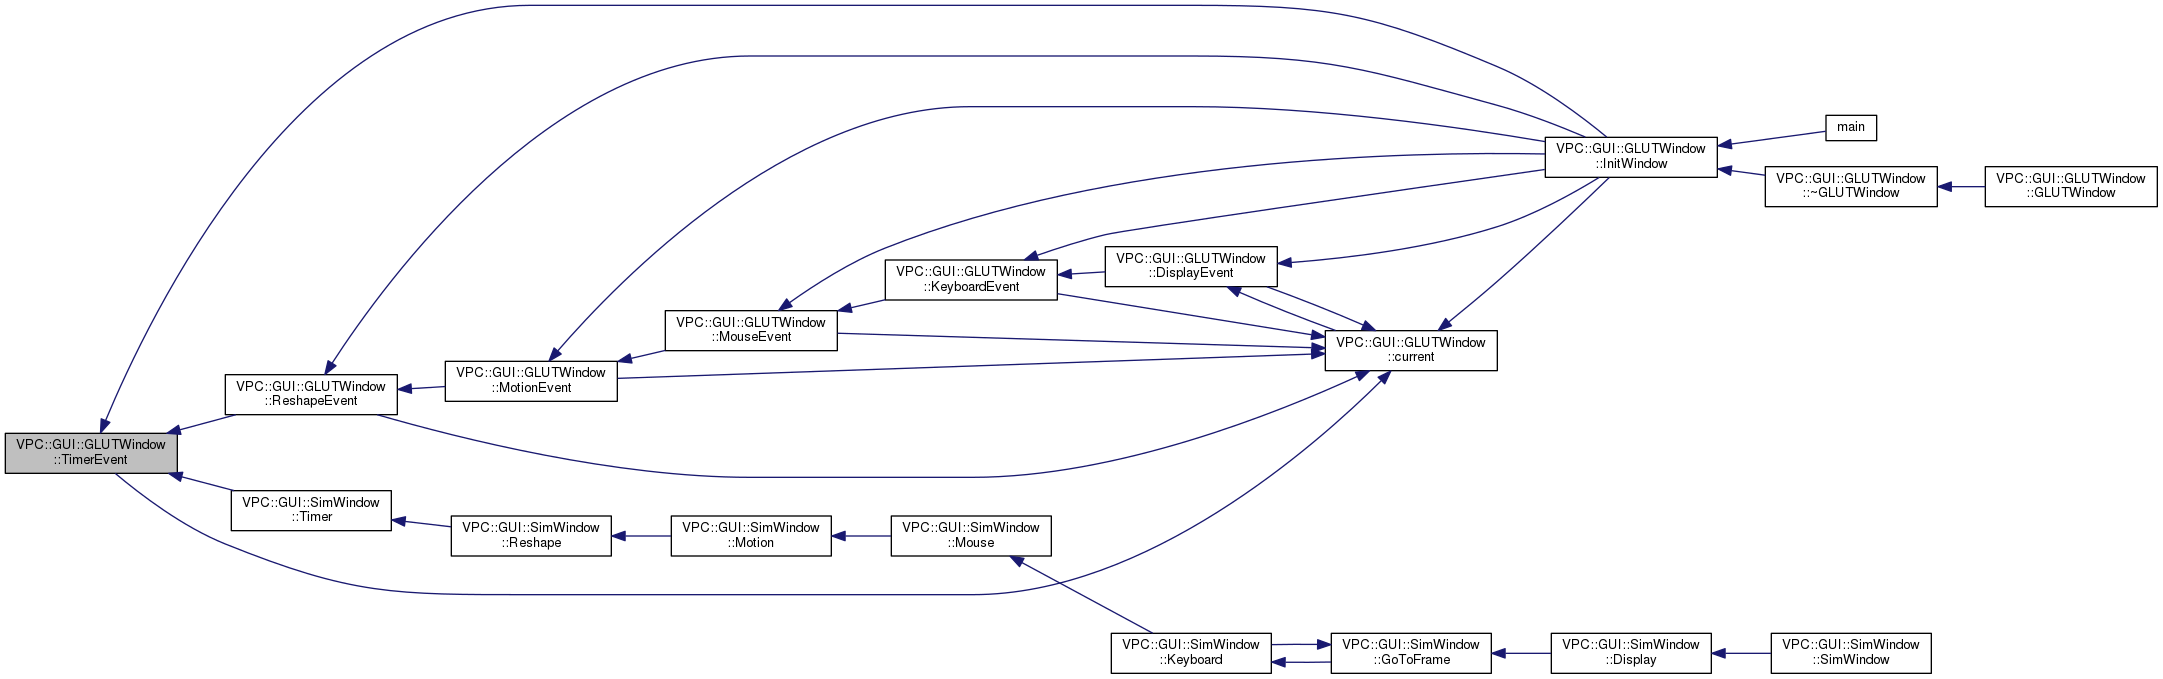 main
VPC::GUI::GLUTWindow
::InitWindow
VPC::GUI::GLUTWindow
::~GLUTWindow
VPC::GUI::GLUTWindow
::GLUTWindow
VPC::GUI::GLUTWindow
::DisplayEvent
VPC::GUI::GLUTWindow
::KeyboardEvent
VPC::GUI::GLUTWindow
::MouseEvent
VPC::GUI::GLUTWindow
::current
VPC::GUI::GLUTWindow
::MotionEvent
VPC::GUI::GLUTWindow
::ReshapeEvent
VPC::GUI::GLUTWindow
::TimerEvent
VPC::GUI::SimWindow
::Timer
VPC::GUI::SimWindow
::Reshape
VPC::GUI::SimWindow
::Motion
VPC::GUI::SimWindow
::Mouse
VPC::GUI::SimWindow
::Keyboard
VPC::GUI::SimWindow
::GoToFrame
VPC::GUI::SimWindow
::Display
VPC::GUI::SimWindow
::SimWindow